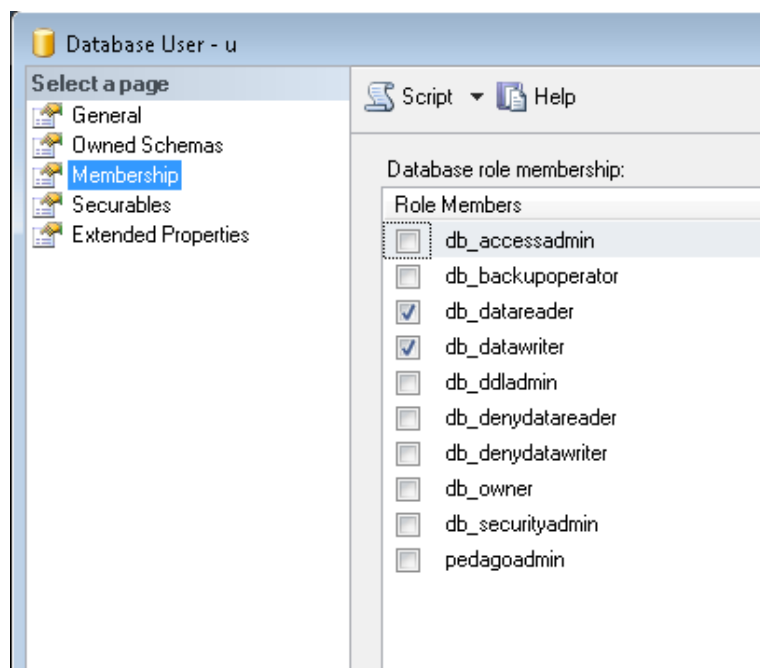 Database User - u
Select a page
General
Owned Schemas
Membership
Securables
Extended Properties
Script
Help
Database role membership:
Role Members
db_accessadmin
db_backupoperator
db_datareader
db_datawriter
db_ddladmin
db_denydatareader
db_denydatawriter
db_owner
db_securityadmin
pedagoadmin